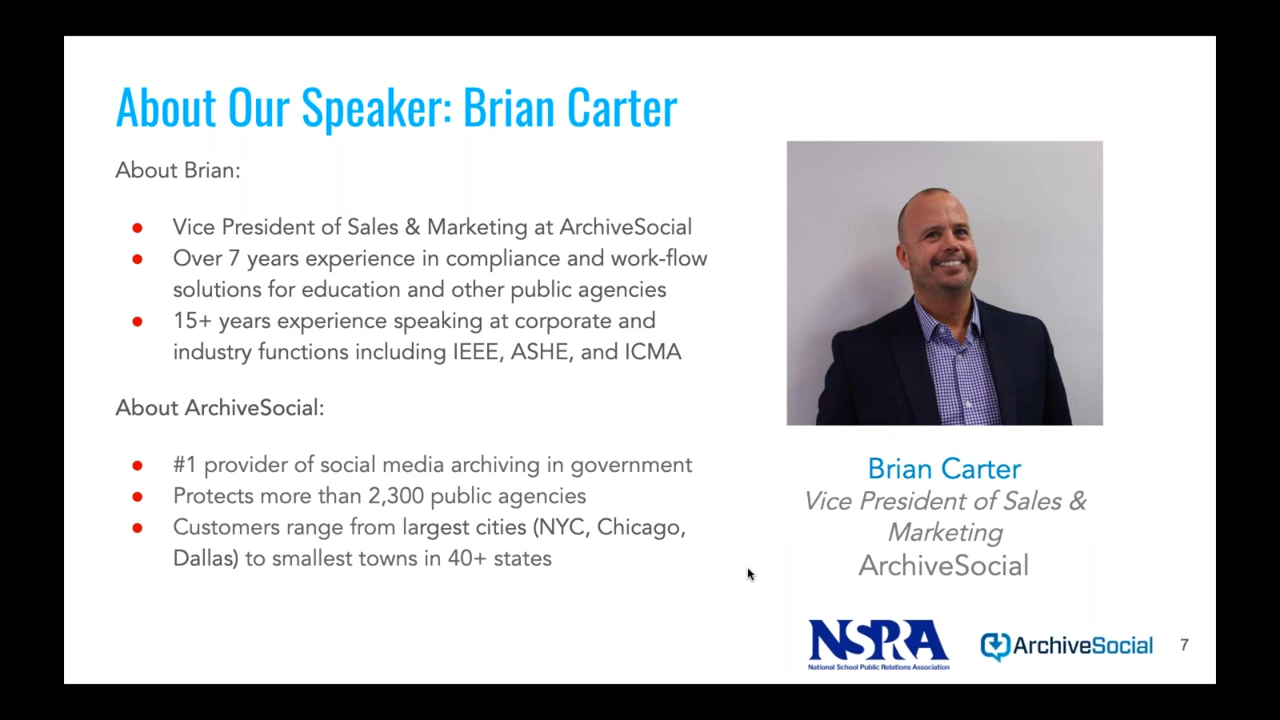 About Our Speaker: Brian Carter
About Brian:
● Vice President of Sales & Marketing at ArchiveSocial
● Over 7 years experience in compliance and work-flow
solutions for education and other public agencies
● 15+ years experience speaking at corporate and
industry functions including IEEE, ASHE, and ICMA
About ArchiveSocial:
● #1 provider of social media archiving in government
● Protects more than 2,300 public agencies
● Customers range from largest cities (NYC, Chicago,
Dallas) to smallest towns in 40+ states
Brian Carter
Vice President of Sales &
Marketing
ArchiveSocial
NSPRA
National School Public Relations Association
ArchiveSocial
7